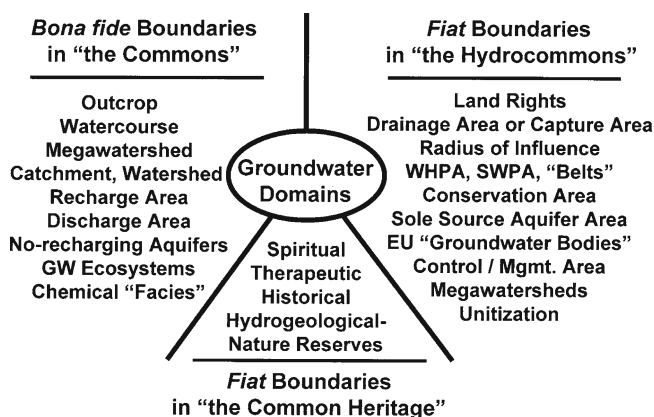 Bona fide Boundaries
in “the Commons”
Outcrop
Watercourse
Megawatershed
Catchment, Watershed
Recharge Area
Discharge Area
No-recharging Aquifers
GW Ecosystems
Chemical “Facies”
Groundwater
Domains
Fiat Boundaries
in “the Hydrocommons”
Land Rights
Drainage Area or Capture Area
Radius of Influence
WHPA, SWPA, “Belts”
Conservation Area
Sole Source Aquifer Area
EU “Groundwater Bodies”
Control / Mgmt. Area
Megawatersheds
Unitization
Spiritual
Therapeutic
Historical
Hydrogeological-
Nature Reserves
Fiat Boundaries
in “the Common Heritage”